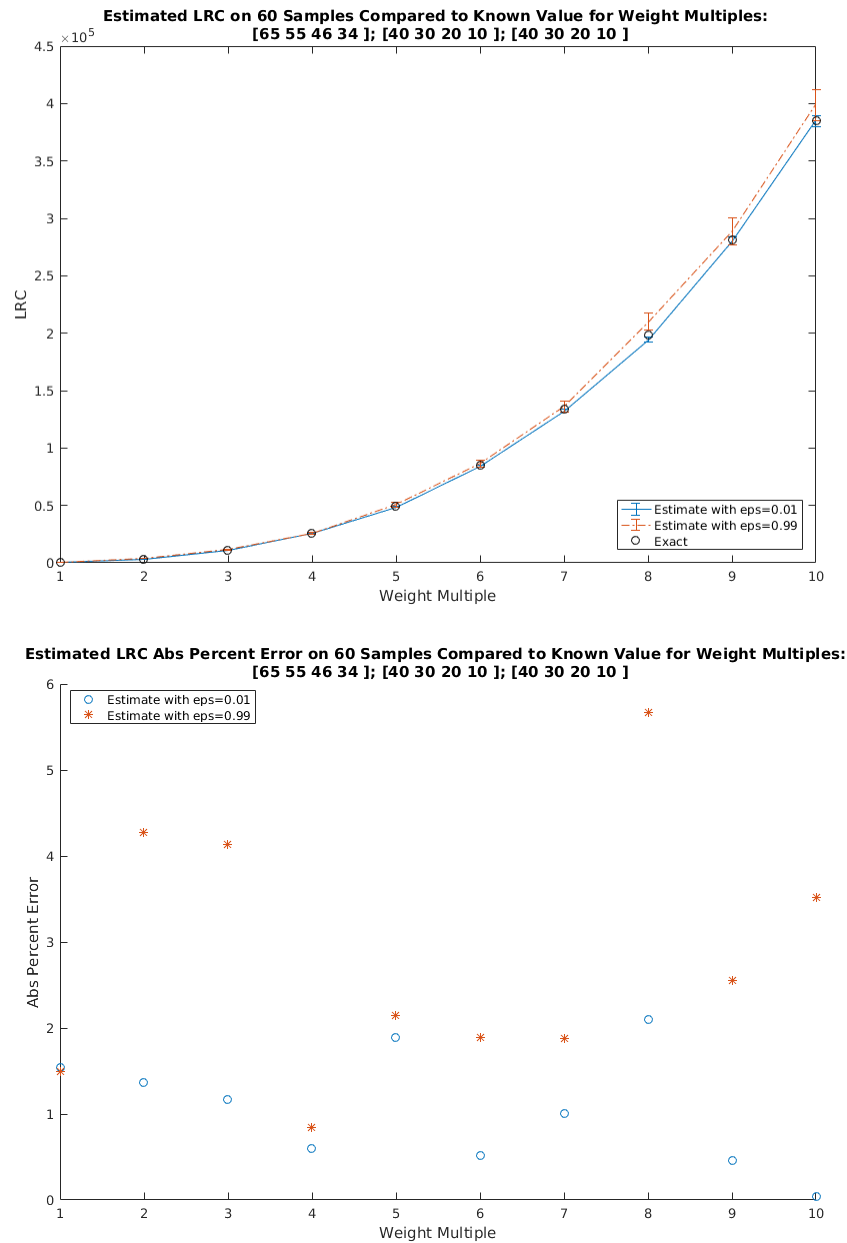 Estimated LRC on 60 Samples Compared to Known Value for Weight Multiples:
[65 55 46 34 ]; [40 30 20 10 ]; [40 30 20 10 ]
×10^5
4.5
4
3.5
3
2.5
2
1.5
1
0.5
0
LRC
1 2 3 4 5 6 7 8 9 10
Weight Multiple
Estimate with eps=0.01
Estimate with eps=0.99
Exact
Estimated LRC Abs Percent Error on 60 Samples Compared to Known Value for Weight Multiples:
[65 55 46 34 ]; [40 30 20 10 ]; [40 30 20 10 ]
Estimate with eps=0.01
Estimate with eps=0.99
6
5
4
3
2
1
0
Abs Percent Error
1 2 3 4 5 6 7 8 9 10
Weight Multiple